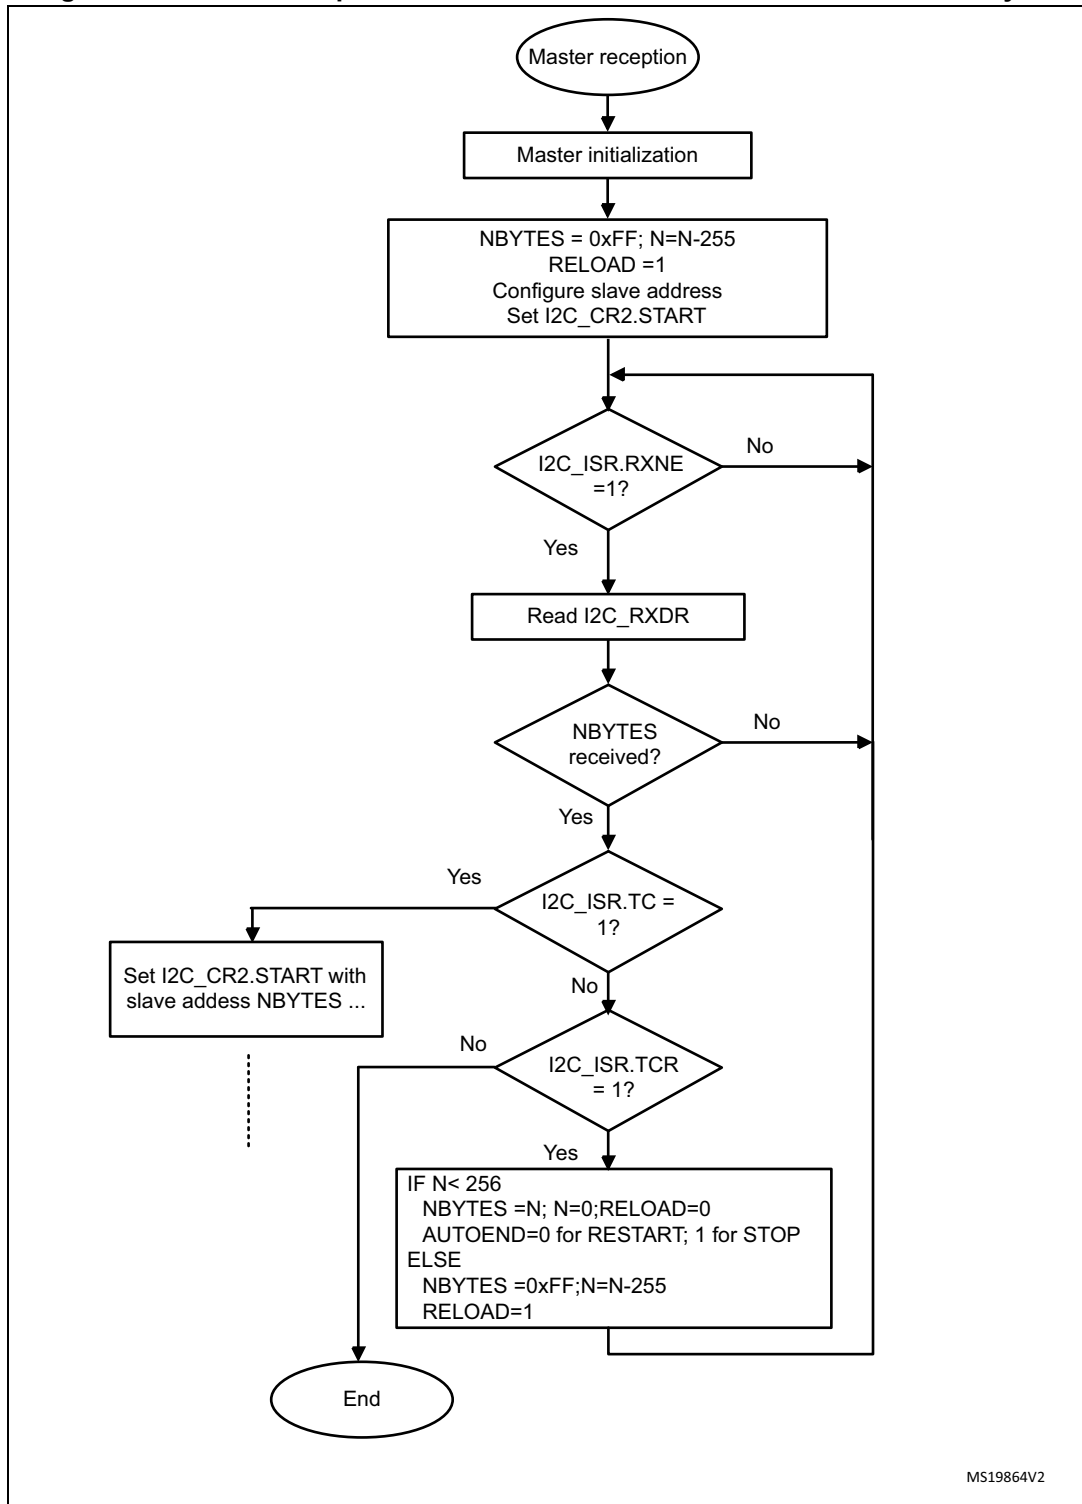 Master reception
Master initialization
NBYTES = 0xFF; N=N-255
RELOAD =1
Configure slave address
Set I2C_CR2.START
I2C_ISR.RXNE
=1?
No
Yes
Read I2C_RXDR
NBYTES
received?
No
Yes
I2C_ISR.TC =
1?
Yes
Set I2C_CR2.START with
slave addess NBYTES ...
No
I2C_ISR.TCR
= 1?
No
Yes
IF N< 256
NBYTES =N; N=0;RELOAD=0
AUTOEND=0 for RESTART; 1 for STOP
ELSE
NBYTES =0xFF;N=N-255
RELOAD=1
End
MS19864V2